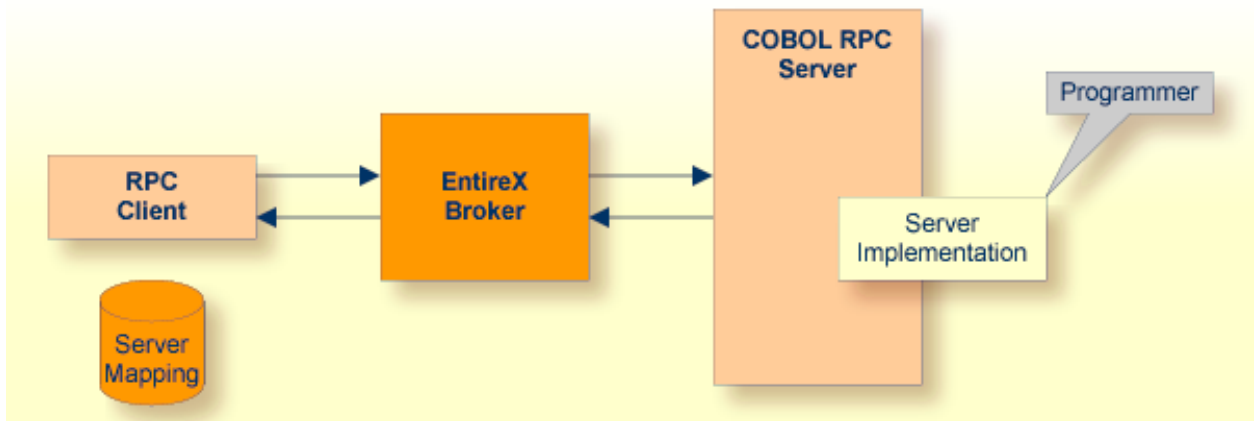 RPC
Client
Server
Mapping
EntireX
Broker
COBOL RPC
Server
Programmer
Server
Implementation